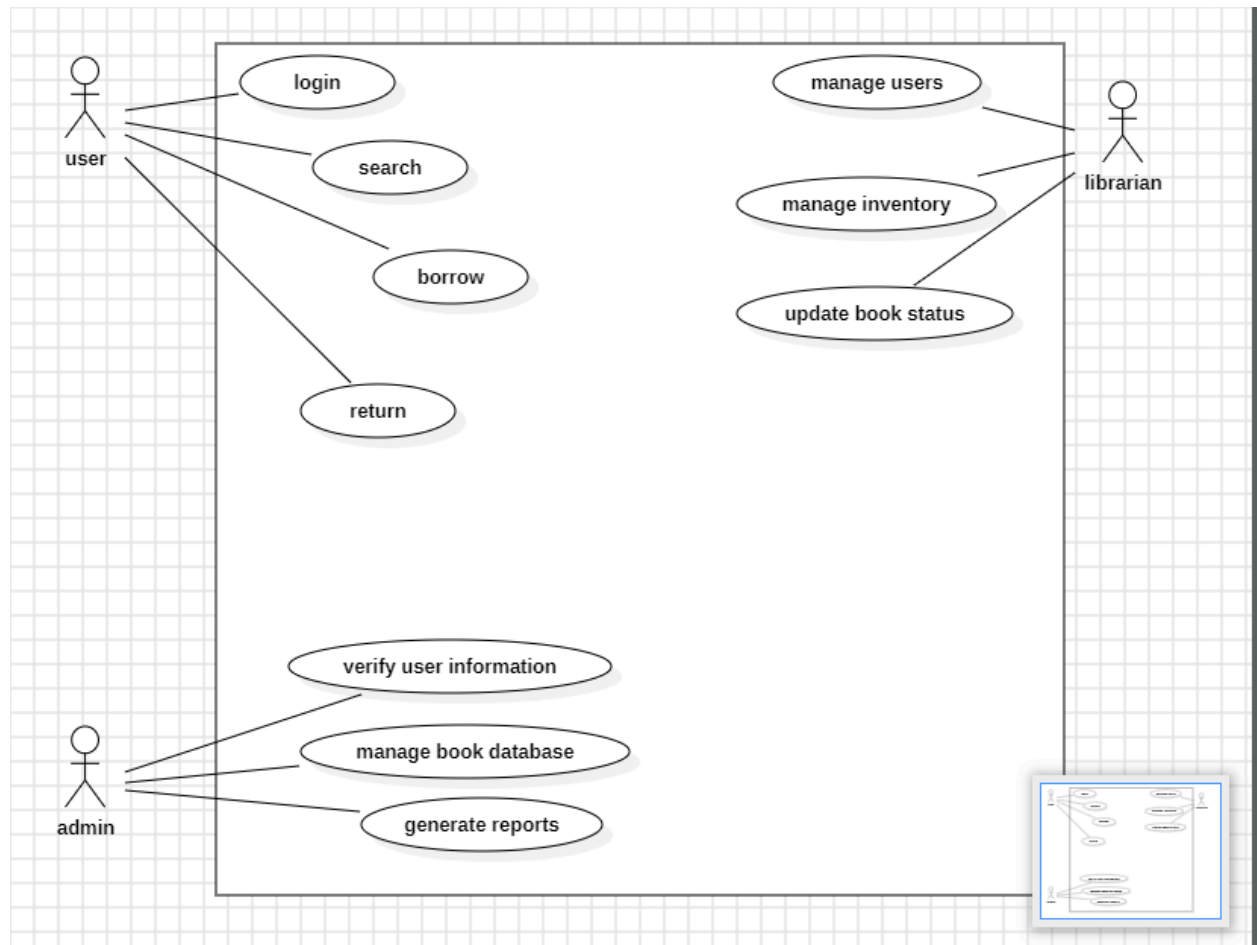 login
manage users
user
search
librarian
manage inventory
borrow
update book status
return
verify user information
manage book database
admin
generate reports